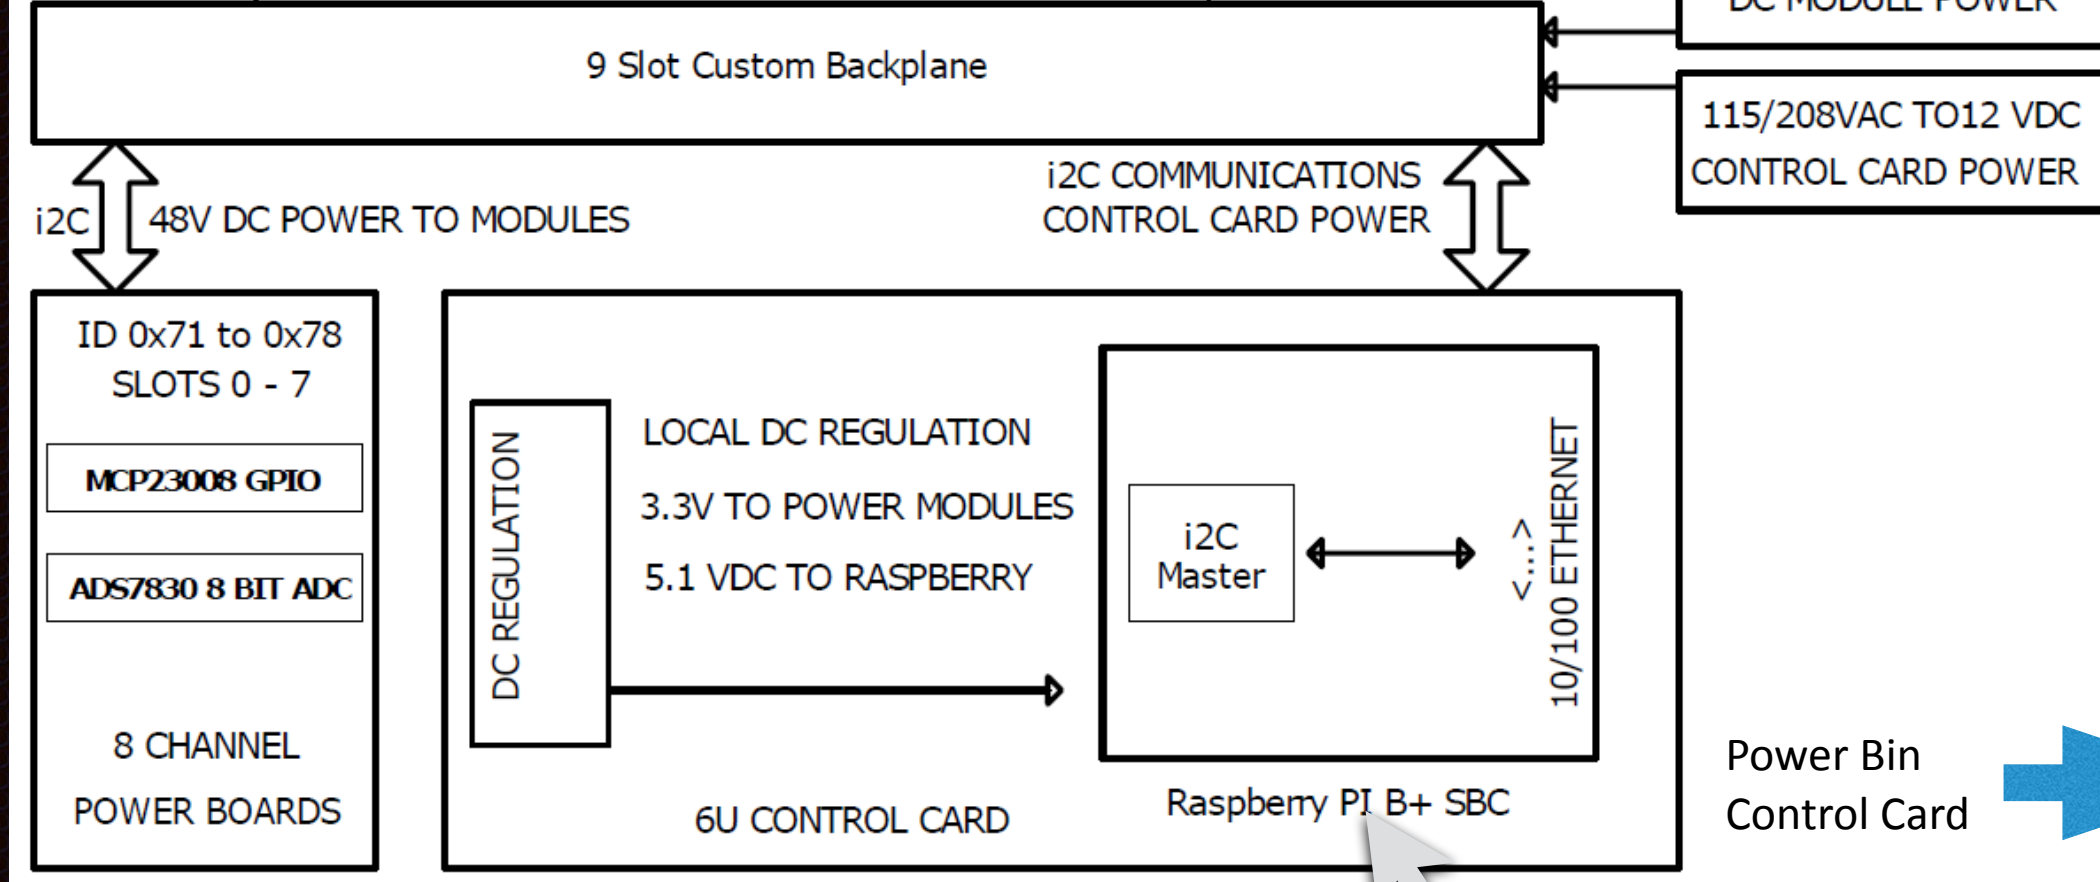 DC MODULE POWER
9 Slot Custom Backplane
115/208VAC TO12 VDC
CONTROL CARD POWER
i2C
48V DC POWER TO MODULES
i2C COMMUNICATIONS
CONTROL CARD POWER
ID 0x71 to 0x78
SLOTS 0 - 7
MCP23008 GPIO
ADS7830 8 BIT ADC
8 CHANNEL
POWER BOARDS
DC REGULATION
LOCAL DC REGULATION
3.3V TO POWER MODULES
5.1 VDC TO RASPBERRY
6U CONTROL CARD
i2C
Master
<...>
10/100 ETHERNET
Raspberry PI B+ SBC
Power Bin
Control Card